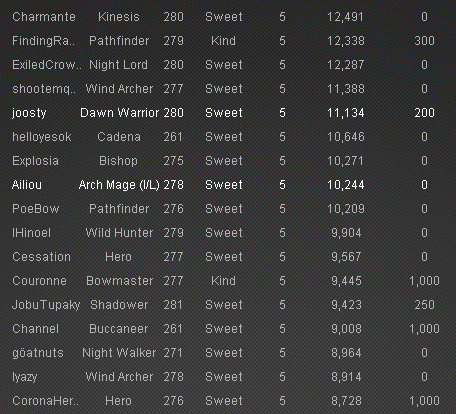 Charmante Kinesis 280 Sweet 5 12,491 0
FindingRa.. Pathfinder 279 Kind 5 12,338 300
ExiledCrow.. Night Lord 280 Sweet 5 12,287 0
shootemq.. Wind Archer 277 Sweet 5 11,388 0
joosty Dawn Warrior 280 Sweet 5 11,134 200
helloyesok Cadena 261 Sweet 5 10,646 0
Explosia Bishop 275 Sweet 5 10,271 0
Ailiou Arch Mage (I/L) 278 Sweet 5 10,244 0
PoeBow Pathfinder 276 Sweet 5 10,209 0
lHinoel Wild Hunter 279 Sweet 5 9,904 0
Cessation Hero 277 Sweet 5 9,567 0
Couronne Bowmaster 277 Kind 5 9,445 1,000
JobuTupaky Shadower 281 Sweet 5 9,423 250
Channel Buccaneer 261 Sweet 5 9,008 1,000
göatnuts Night Walker 271 Sweet 5 8,964 0
lyazy Wind Archer 278 Sweet 5 8,914 0
CoronaHer.. Hero 276 Sweet 5 8,728 1,000